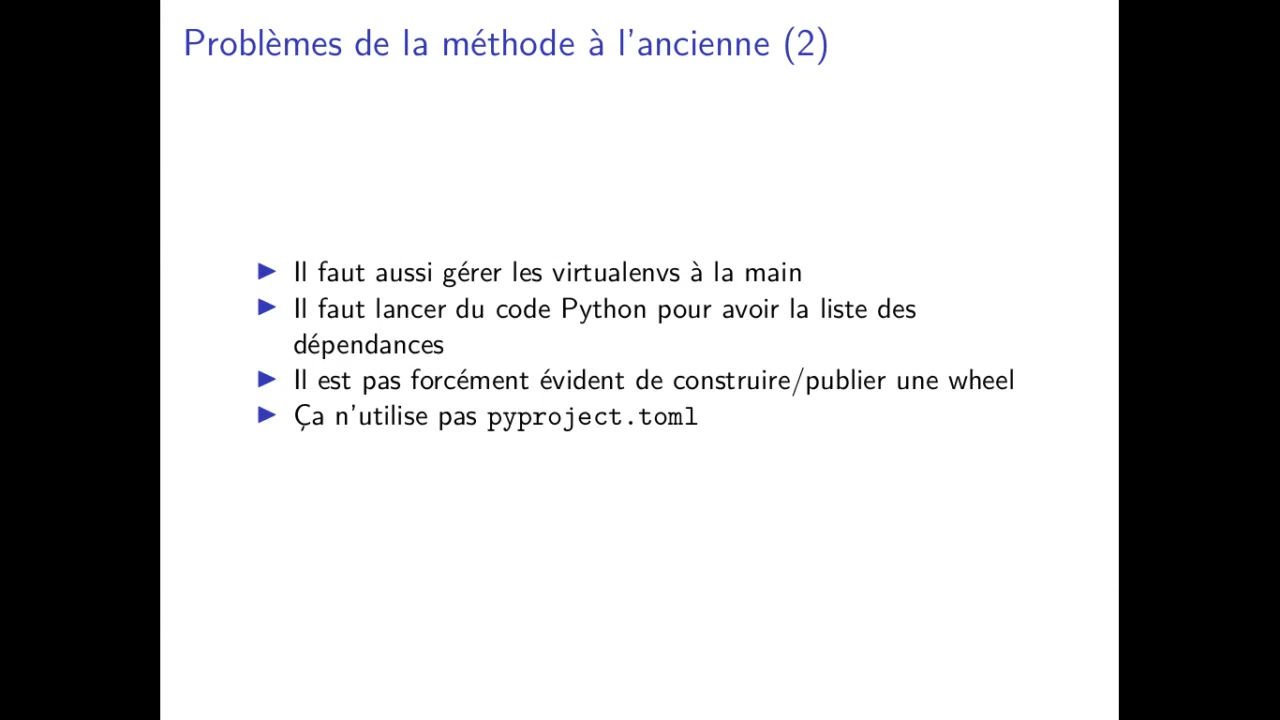 Problèmes de la méthode à l'ancienne (2)
Il faut aussi gérer les virtualenvs à la main
Il faut lancer du code Python pour avoir la liste des
dépendances
Il est pas forcément évident de construire/publier une wheel
Ça n'utilise pas pyproject.toml